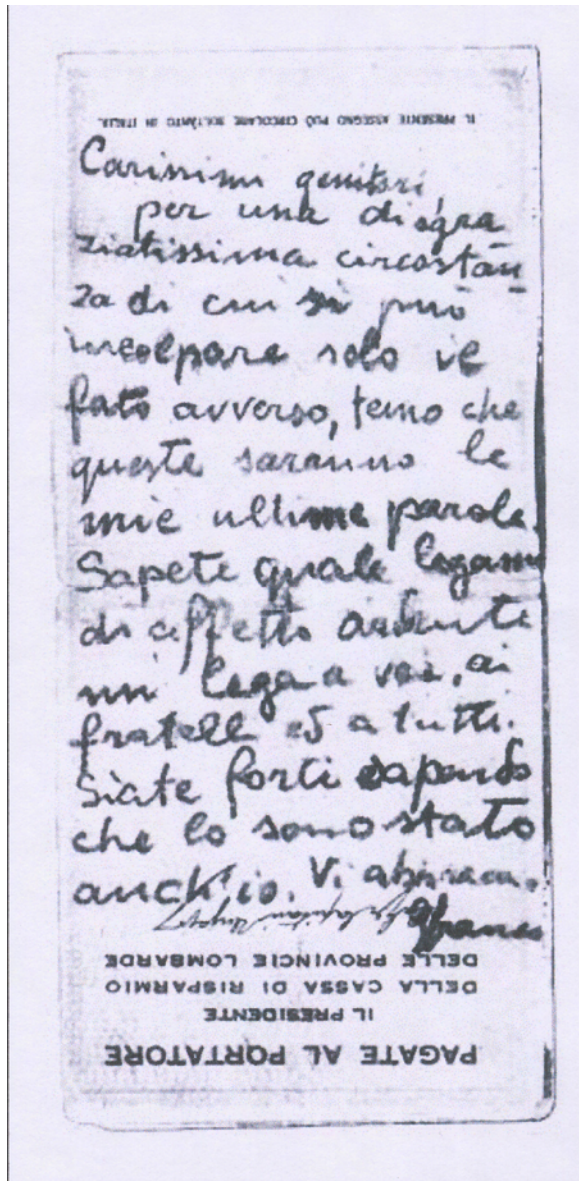 IL PRESENTE ASSEGNO PUÒ CIRCOLARE SOLTANTO IN ITALIA
Carissimi genitori,
per una disgra
ziatissima circostan
za di cui si può
incolpare solo il
fato avverso, temo che
queste saranno le
mie ultime parole.
Sapete quale legame
di affetto ardente
mi lega a voi, ai
fratelli ed a tutti.
Siate forti sapendo
che lo sono stato
anch'io. Vi abbraccio.
Franco
DELLE PROVINCIE LOMBARDE
DELLA CASSA DI RISPARMIO
IL PRESIDENTE
PAGATE AL PORTATORE